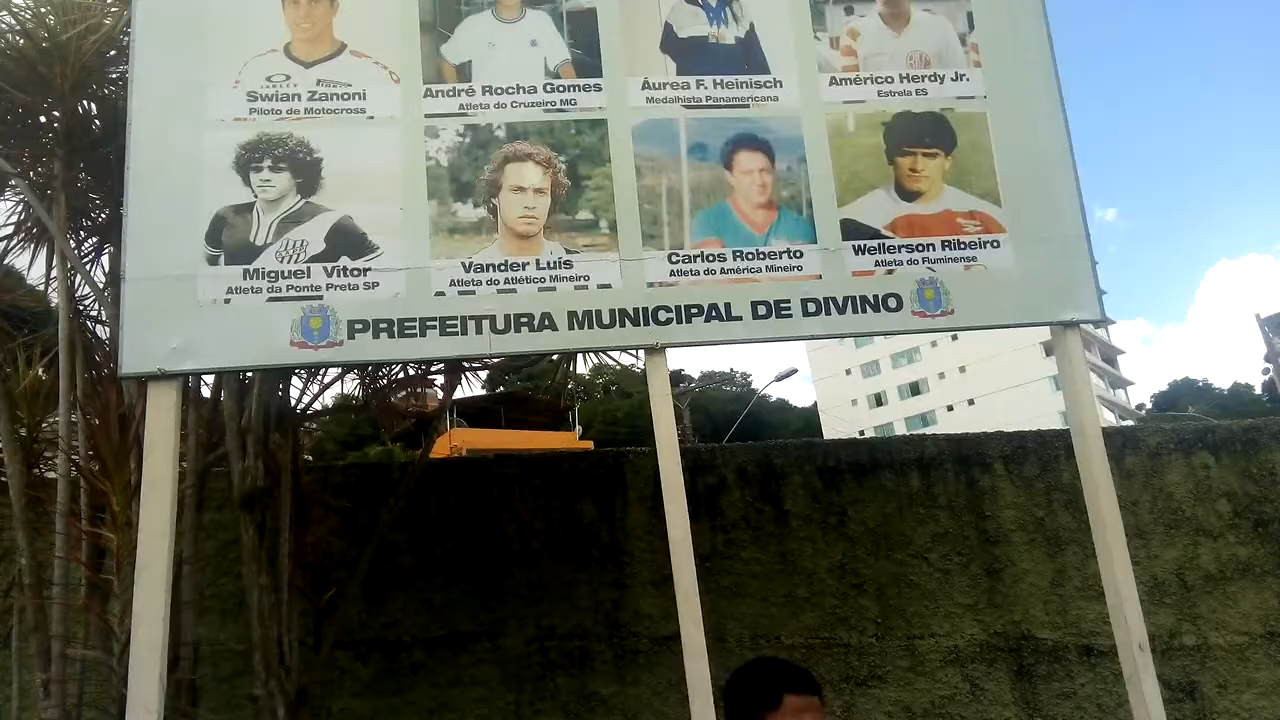 Swian Zanoni
Piloto de Motocross
André Rocha Gomes
Atleta do Cruzeiro MG
Áurea F. Heinisch
Medalhista Panamericana
Américo Herdy Jr.
Estrela ES
Miguel Vitor
Atleta da Ponte Preta SP
Vander Luís
Atleta do Atlético Mineiro
Carlos Roberto
Atleta do América Mineiro
Wellerson Ribeiro
Atleta do Fluminense
PREFEITURA MUNICIPAL DE DIVINO